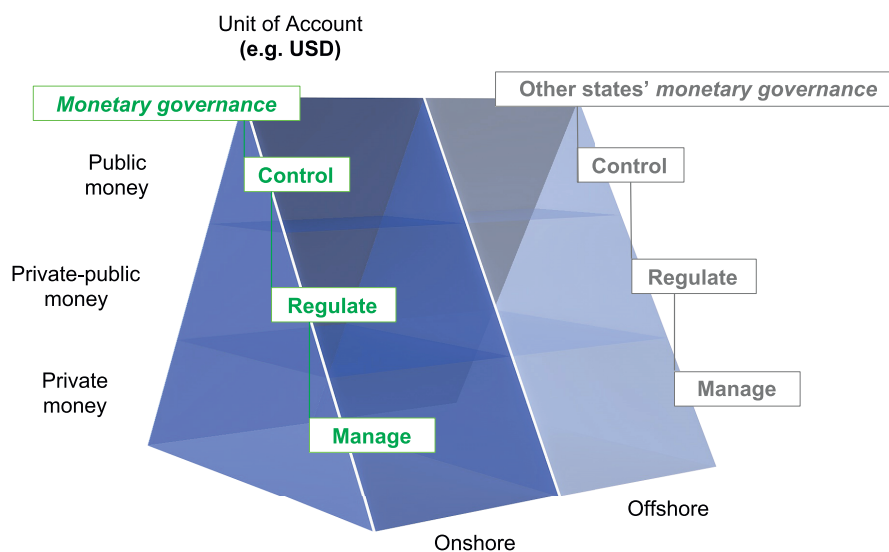 Unit of Account
(e.g. USD)
Monetary governance
Other states’ monetary governance
Public
money
Control
Control
Private-public
money
Regulate
Regulate
Private
money
Manage
Manage
Offshore
Onshore